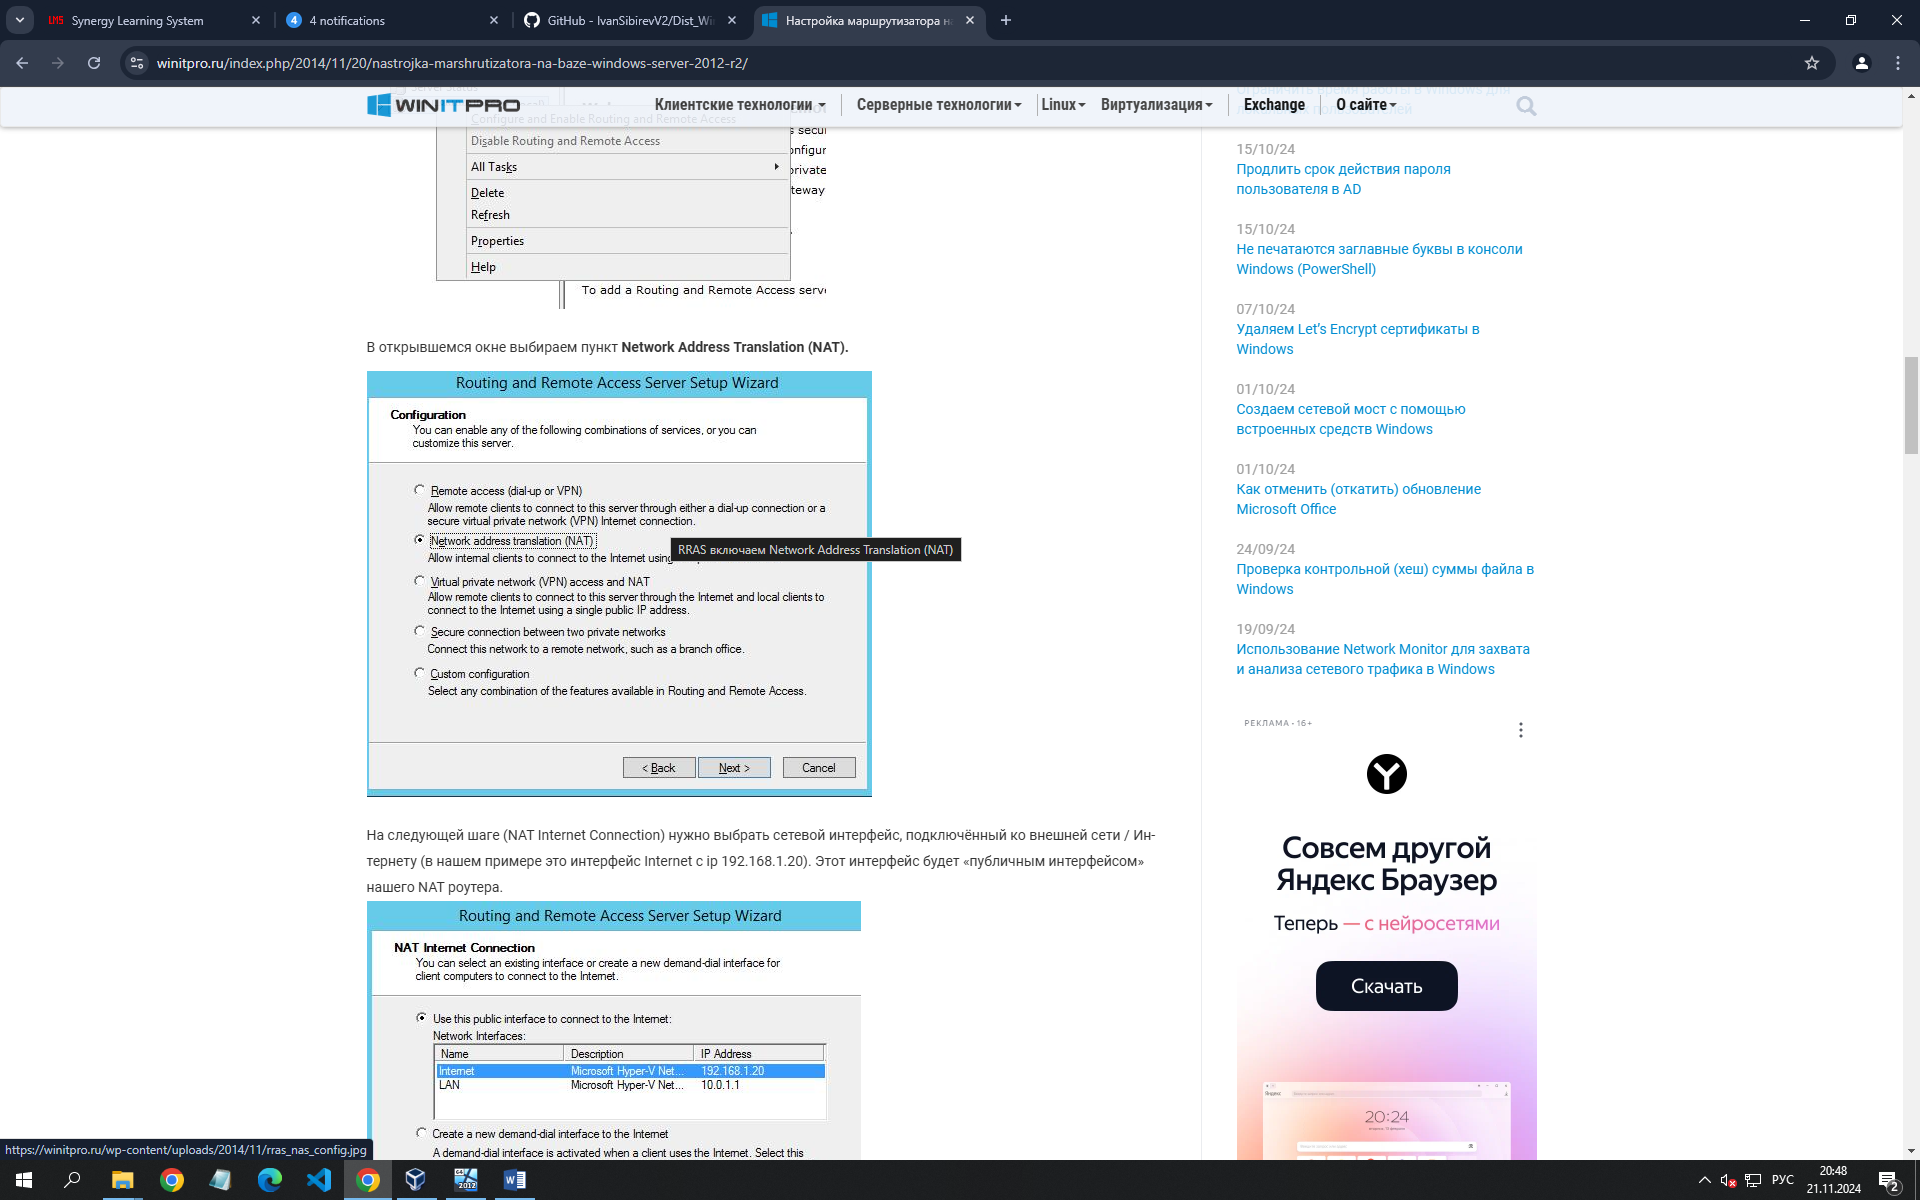 Synergy Learning System
4 notifications
GitHub - IvanSibirevV2/Dist_Wi
Настройка маршрутизатора н
winitpro.ru/index.php/2014/11/20/nastrojka-marshrutizatora-na-baze-windows-server-2012-r2/
WINITPRO
Клиентские технологии
Серверные технологии
Linux
Виртуализация
Exchange
О сайте
Configure and Enable Routing and Remote Access
Disable Routing and Remote Access
All Tasks
Delete
Refresh
Properties
Help
To add a Routing and Remote Access serv
В открывшемся окне выбираем пункт Network Address Translation (NAT).
Routing and Remote Access Server Setup Wizard
Configuration
You can enable any of the following combinations of services, or you can
customize this server.
Remote access (dial-up or VPN)
Allow remote clients to connect to this server through either a dial-up connection or a
secure virtual private network (VPN) Internet connection.
Network address translation (NAT)
Allow internal clients to connect to the Internet using
RRAS включаем Network Address Translation (NAT)
Virtual private network (VPN) access and NAT
Allow remote clients to connect to this server through the Internet and local clients to
connect to the Internet using a single public IP address.
Secure connection between two private networks
Connect this network to a remote network, such as a branch office.
Custom configuration
Select any combination of the features available in Routing and Remote Access.
< Back
Next >
Cancel
На следующей шаге (NAT Internet Connection) нужно выбрать сетевой интерфейс, подключённый ко внешней сети / Ин-
тернету (в нашем примере это интерфейс Internet с ip 192.168.1.20). Этот интерфейс будет «публичным интерфейсом»
нашего NAT роутера.
Routing and Remote Access Server Setup Wizard
NAT Internet Connection
You can select an existing interface or create a new demand-dial interface for
client computers to connect to the Internet.
Use this public interface to connect to the Internet:
Network Interfaces:
Name Description IP Address
Internet Microsoft Hyper-V Net... 192.168.1.20
LAN Microsoft Hyper-V Net... 10.0.1.1
Create a new demand-dial interface to the Internet
A demand-dial interface is activated when a client uses the Internet. Select this
15/10/24
Продлить срок действия пароля
пользователя в AD
15/10/24
Не печатаются заглавные буквы в консоли
Windows (PowerShell)
07/10/24
Удаляем Let's Encrypt сертификаты в
Windows
01/10/24
Создаем сетевой мост с помощью
встроенных средств Windows
01/10/24
Как отменить (откатить) обновление
Microsoft Office
24/09/24
Проверка контрольной (хеш) суммы файла в
Windows
19/09/24
Использование Network Monitor для захвата
и анализа сетевого трафика в Windows
РЕКЛАМА • 16+
Совсем другой
Яндекс Браузер
Теперь — с нейросетями
Скачать
20:24
https://winitpro.ru/wp-content/uploads/2014/11/rras_nas_config.jpg
РУС
20:48
21.11.2024
2